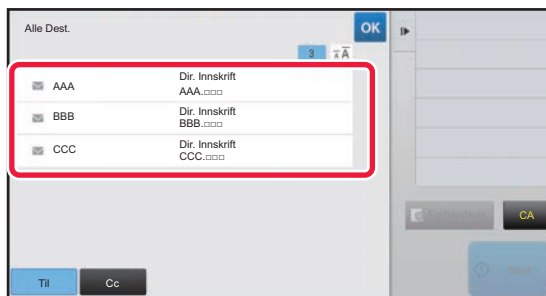 Alle Dest.
OK
3
AAA
Dir. Innskrift
AAA.□□□
BBB
Dir. Innskrift
BBB.□□□
CCC
Dir. Innskrift
CCC.□□□
CA
Start
Til
Cc